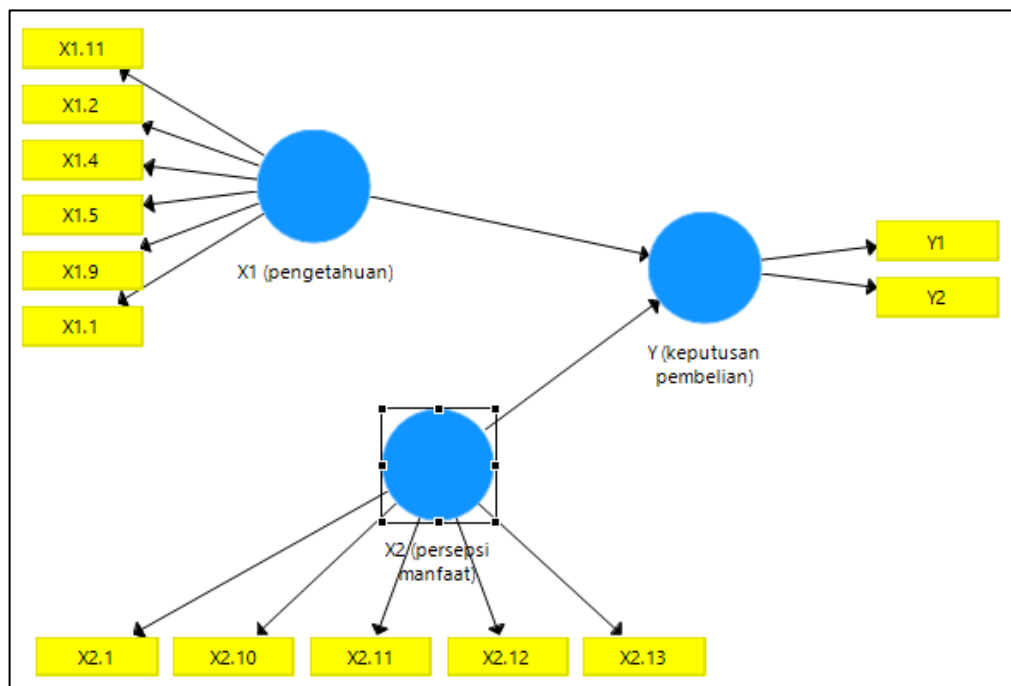 X1.11
X1.2
X1.4
X1.5
X1.9
X1.1
X1 (pengetahuan)
Y1
Y2
Y (keputusan
pembelian)
X2 (persepsi
manfaat)
X2.1
X2.10
X2.11
X2.12
X2.13